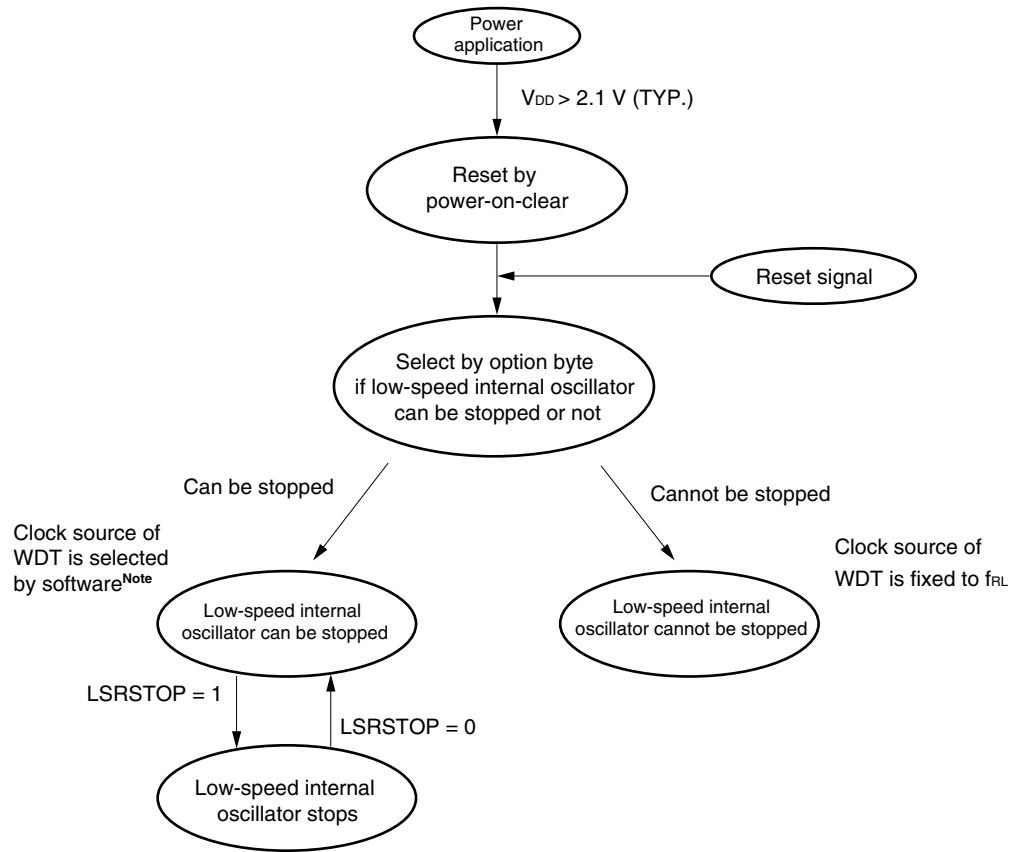 Power
application
VDD > 2.1 V (TYP.)
Reset by
power-on-clear
Reset signal
Select by option byte
if low-speed internal oscillator
can be stopped or not
Can be stopped
Cannot be stopped
Clock source of
WDT is selected
by softwareNote
Clock source of
WDT is fixed to fRL
Low-speed internal
oscillator can be stopped
Low-speed internal
oscillator cannot be stopped
LSRSTOP = 1
LSRSTOP = 0
Low-speed internal
oscillator stops